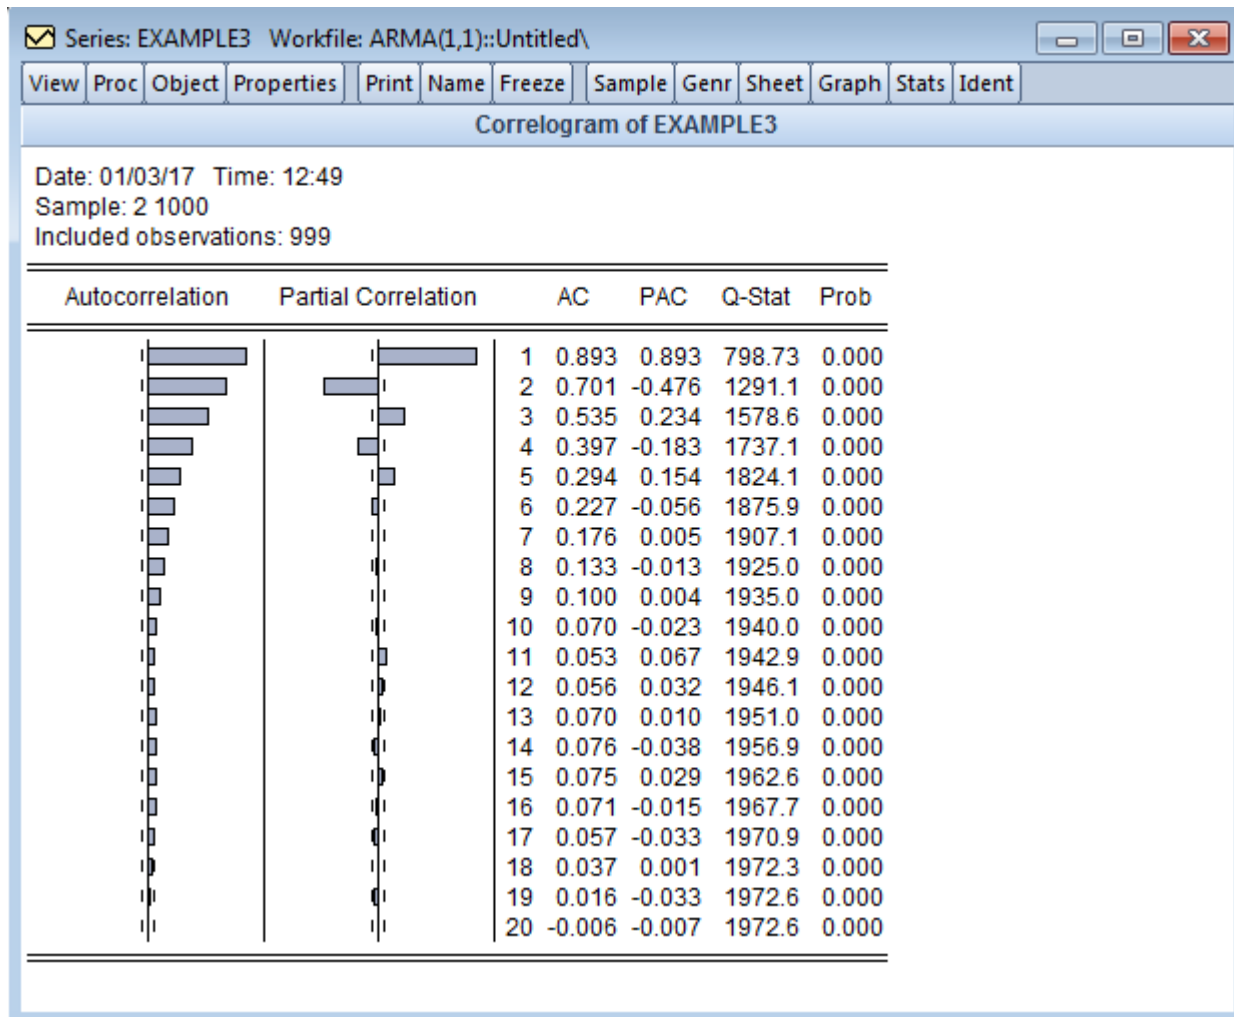 Series: EXAMPLE3 Workfile: ARMA(1,1)::Untitled\
View Proc Object Properties Print Name Freeze Sample Genr Sheet Graph Stats Ident
Correlogram of EXAMPLE3
Date: 01/03/17 Time: 12:49
Sample: 2 1000
Included observations: 999
Autocorrelation Partial Correlation AC PAC Q-Stat Prob
1 0.893 0.893 798.73 0.000
2 0.701 -0.476 1291.1 0.000
3 0.535 0.234 1578.6 0.000
4 0.397 -0.183 1737.1 0.000
5 0.294 0.154 1824.1 0.000
6 0.227 -0.056 1875.9 0.000
7 0.176 0.005 1907.1 0.000
8 0.133 -0.013 1925.0 0.000
9 0.100 0.004 1935.0 0.000
10 0.070 -0.023 1940.0 0.000
11 0.053 0.067 1942.9 0.000
12 0.056 0.032 1946.1 0.000
13 0.070 0.010 1951.0 0.000
14 0.076 -0.038 1956.9 0.000
15 0.075 0.029 1962.6 0.000
16 0.071 -0.015 1967.7 0.000
17 0.057 -0.033 1970.9 0.000
18 0.037 0.001 1972.3 0.000
19 0.016 -0.033 1972.6 0.000
20 -0.006 -0.007 1972.6 0.000